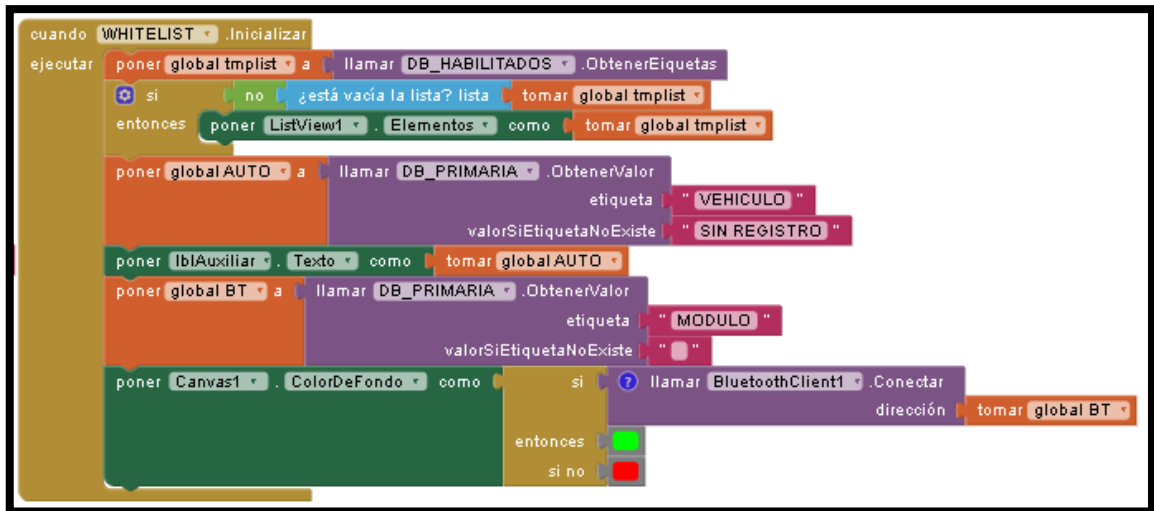 cuando WHITELIST .Inicializar
ejecutar poner global tmplist a llamar DB_HABILITADOS .ObtenerEiquetas
si no ¿está vacía la lista? lista tomar global tmplist
entonces poner ListView1 . Elementos como tomar global tmplist
poner global AUTO a llamar DB_PRIMARIA .ObtenerValor
etiqueta " VEHICULO "
valorSiEtiquetaNoExiste " SIN REGISTRO "
poner lblAuxiliar . Texto como tomar global AUTO
poner global BT a llamar DB_PRIMARIA .ObtenerValor
etiqueta " MODULO "
valorSiEtiquetaNoExiste " "
poner Canvas1 . ColorDeFondo como si ? llamar BluetoothClient1 .Conectar
dirección tomar global BT
entonces
si no